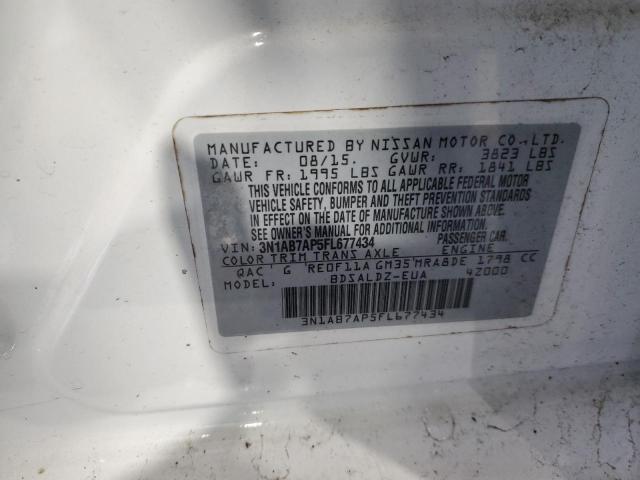 MANUFACTURED BY NISSAN MOTOR CO., LTD.
DATE: 08/15. GVWR: 3823 LBS
GAWR FR: 1995 LBS GAWR RR: 1841 LBS
THIS VEHICLE CONFORMS TO ALL APPLICABLE FEDERAL MOTOR
VEHICLE SAFETY, BUMPER AND THEFT PREVENTION STANDARDS
IN EFFECT ON THE DATE OF MANUFACTURE SHOWN ABOVE.
SEE OWNER'S MANUAL FOR ADDITIONAL INFORMATION.
VIN: 3N1AB7AP5FL677434 PASSENGER CAR
COLOR TRIM TRANS AXLE ENGINE
QAC G RE0F11A GM35 MRA8DE 1798 CC
MODEL: BDSALDZ-EUA 42000
3N1AB7AP5FL677434